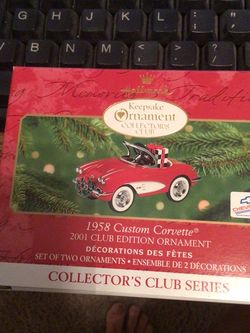 Hallmark
Keepsake
Ornament
COLLECTOR'S
CLUB
1958 Custom Corvette®
2001 CLUB EDITION ORNAMENT
DÉCORATIONS DES FÊTES
SET OF TWO ORNAMENTS • ENSEMBLE DE 2 DÉCORATIONS
COLLECTOR'S CLUB SERIES